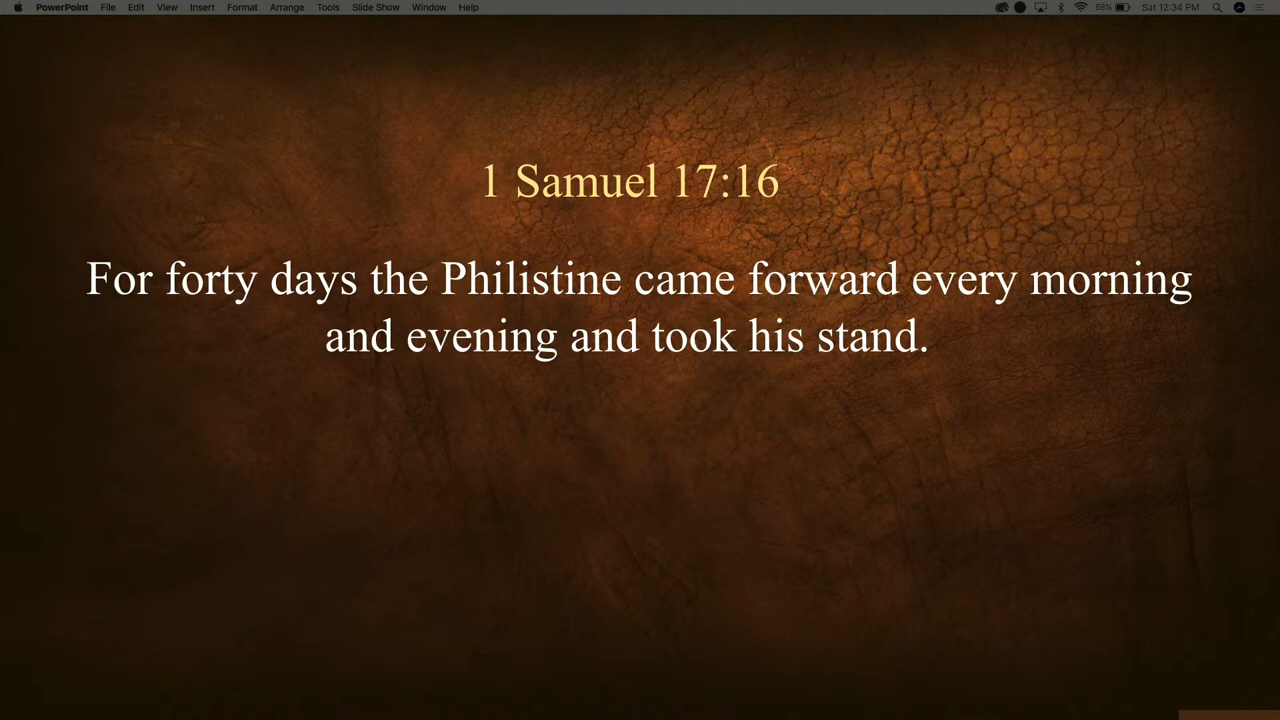 PowerPoint File Edit View Insert Format Arrange Tools Slide Show Window Help 68% Sat 12:34 PM
1 Samuel 17:16
For forty days the Philistine came forward every morning
and evening and took his stand.